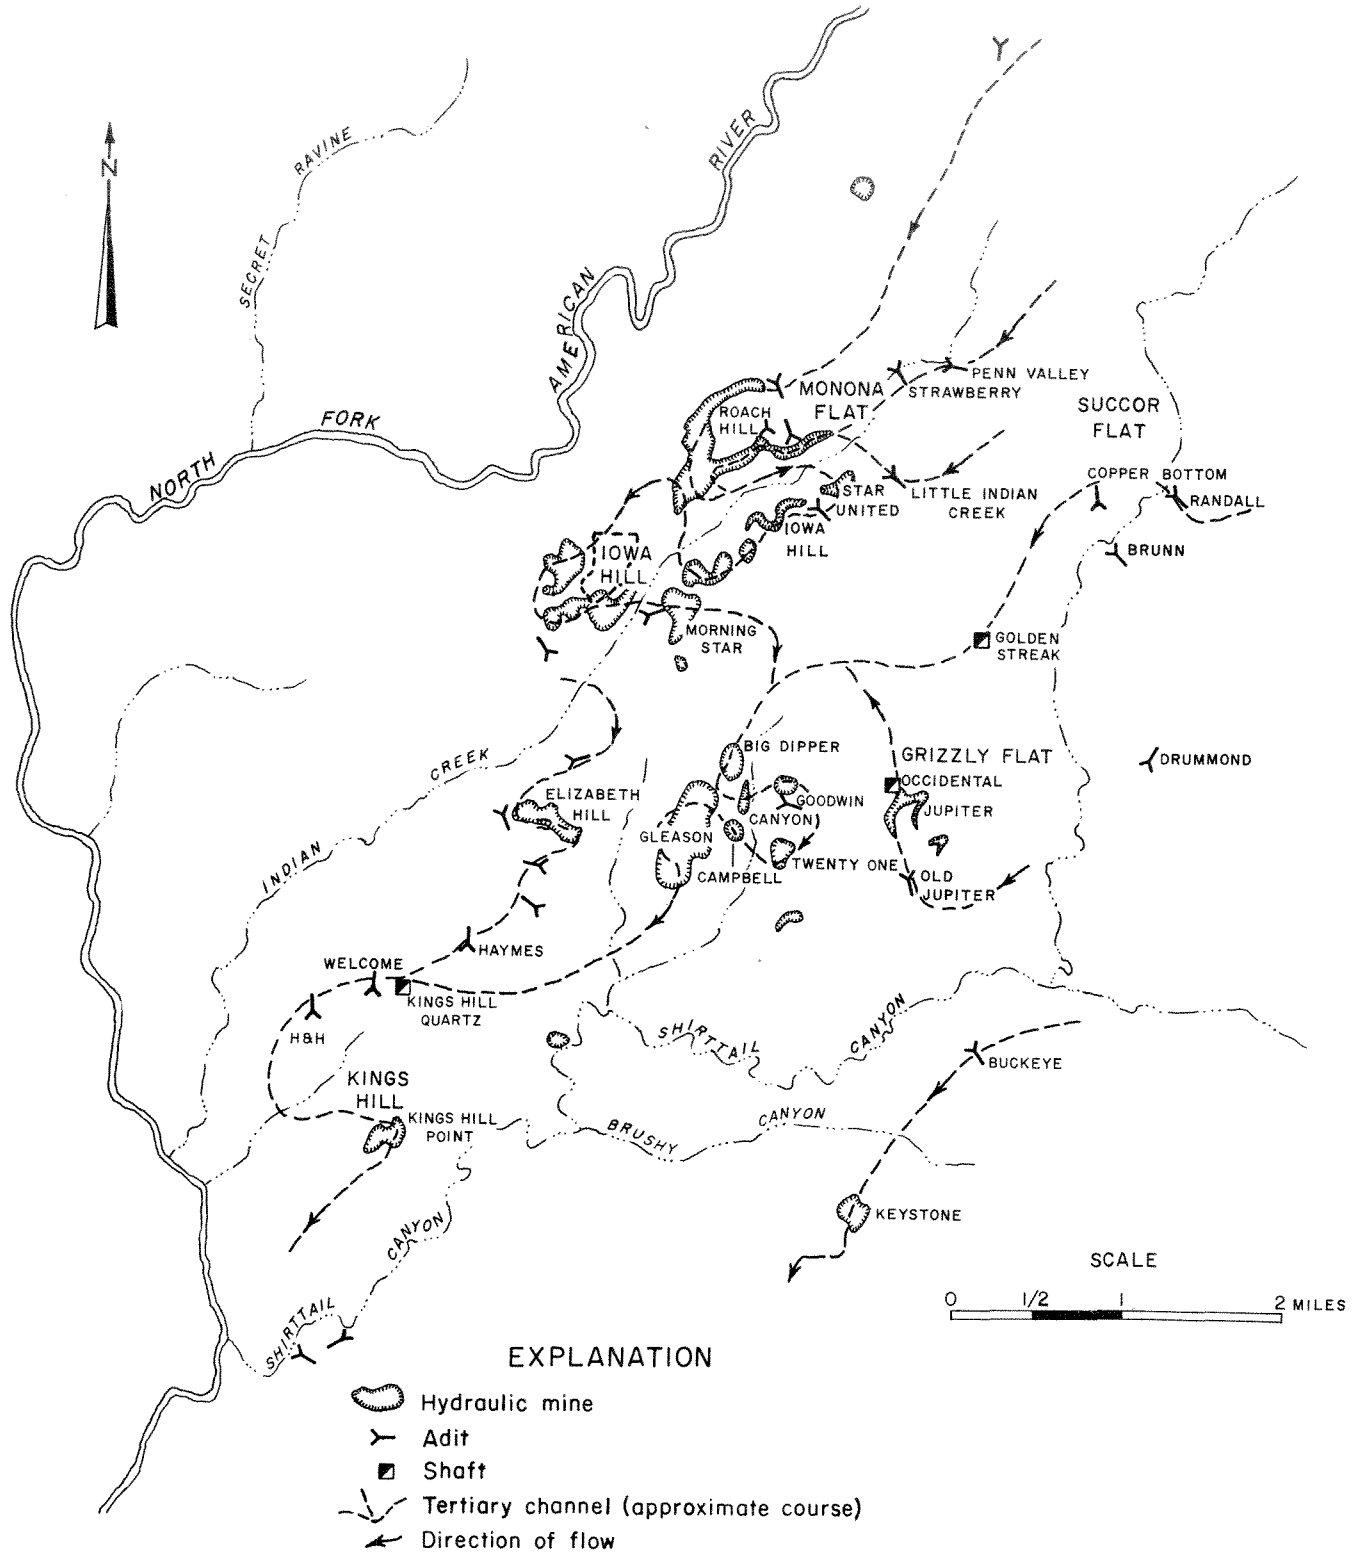 N
SECRET
RAVINE
NORTH
FORK
AMERICAN
RIVER
ROACH
HILL
MONONA
FLAT
STRAWBERRY
PENN VALLEY
SUCCOR
FLAT
COPPER BOTTOM
RANDALL
BRUNN
LITTLE INDIAN
CREEK
STAR
UNITED
IOWA
HILL
IOWA
HILL
MORNING
STAR
GOLDEN
STREAK
BIG DIPPER
GRIZZLY FLAT
OCCIDENTAL
JUPITER
DRUMMOND
GOODWIN
CANYON
ELIZABETH
HILL
GLEASON
CAMPBELL
TWENTY ONE
OLD
JUPITER
INDIAN
CREEK
HAYMES
WELCOME
KINGS HILL
QUARTZ
H&H
KINGS
HILL
KINGS HILL
POINT
SHIRTTAIL
CANYON
BUCKEYE
BRUSHY
CANYON
KEYSTONE
SHIRTTAIL
CANYON
SCALE
0 1/2 1 2 MILES
EXPLANATION
Hydraulic mine
Adit
Shaft
Tertiary channel (approximate course)
Direction of flow